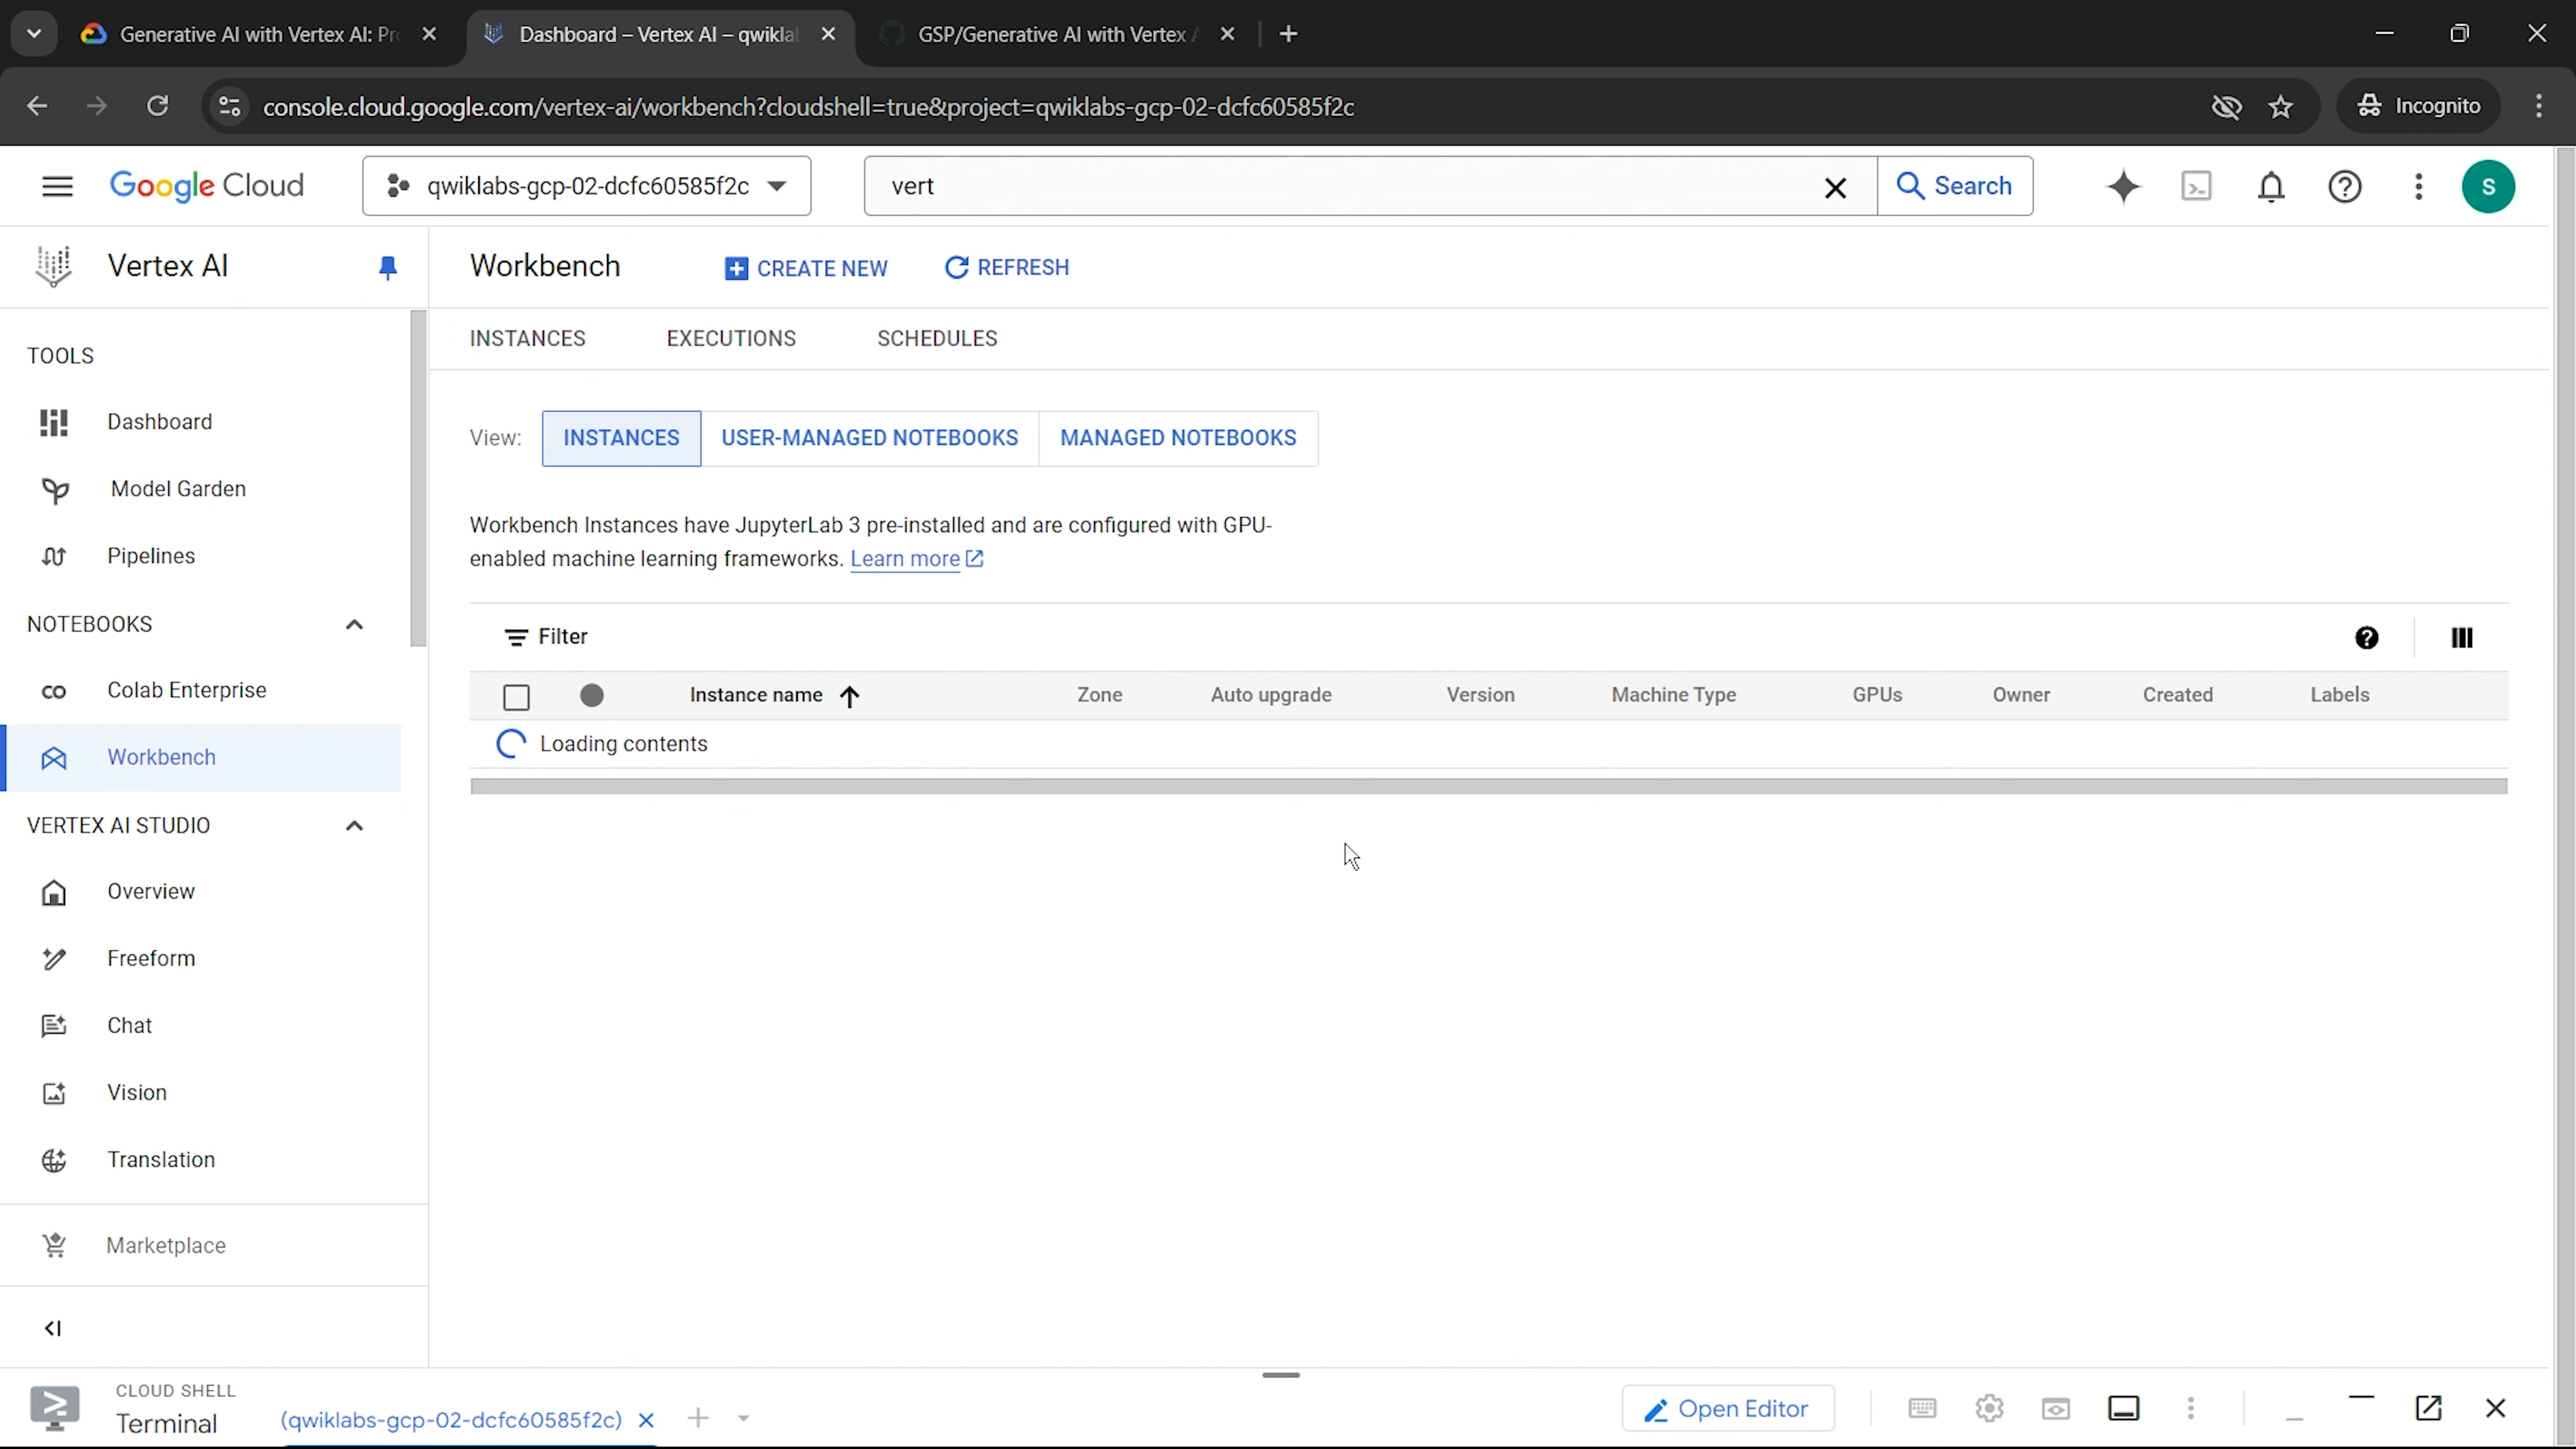 Generative AI with Vertex AI: Pr
Dashboard – Vertex AI – qwikla
GSP/Generative AI with Vertex A
console.cloud.google.com/vertex-ai/workbench?cloudshell=true&project=qwiklabs-gcp-02-dcfc60585f2c
Incognito
Google Cloud
qwiklabs-gcp-02-dcfc60585f2c
vert
Search
S
Vertex AI
Workbench
CREATE NEW
REFRESH
INSTANCES
EXECUTIONS
SCHEDULES
View:
INSTANCES
USER-MANAGED NOTEBOOKS
MANAGED NOTEBOOKS
Workbench Instances have JupyterLab 3 pre-installed and are configured with GPU-
enabled machine learning frameworks. Learn more
Filter
Instance name
Zone
Auto upgrade
Version
Machine Type
GPUs
Owner
Created
Labels
Loading contents
TOOLS
Dashboard
Model Garden
Pipelines
NOTEBOOKS
Colab Enterprise
Workbench
VERTEX AI STUDIO
Overview
Freeform
Chat
Vision
Translation
Marketplace
CLOUD SHELL
Terminal
(qwiklabs-gcp-02-dcfc60585f2c)
Open Editor